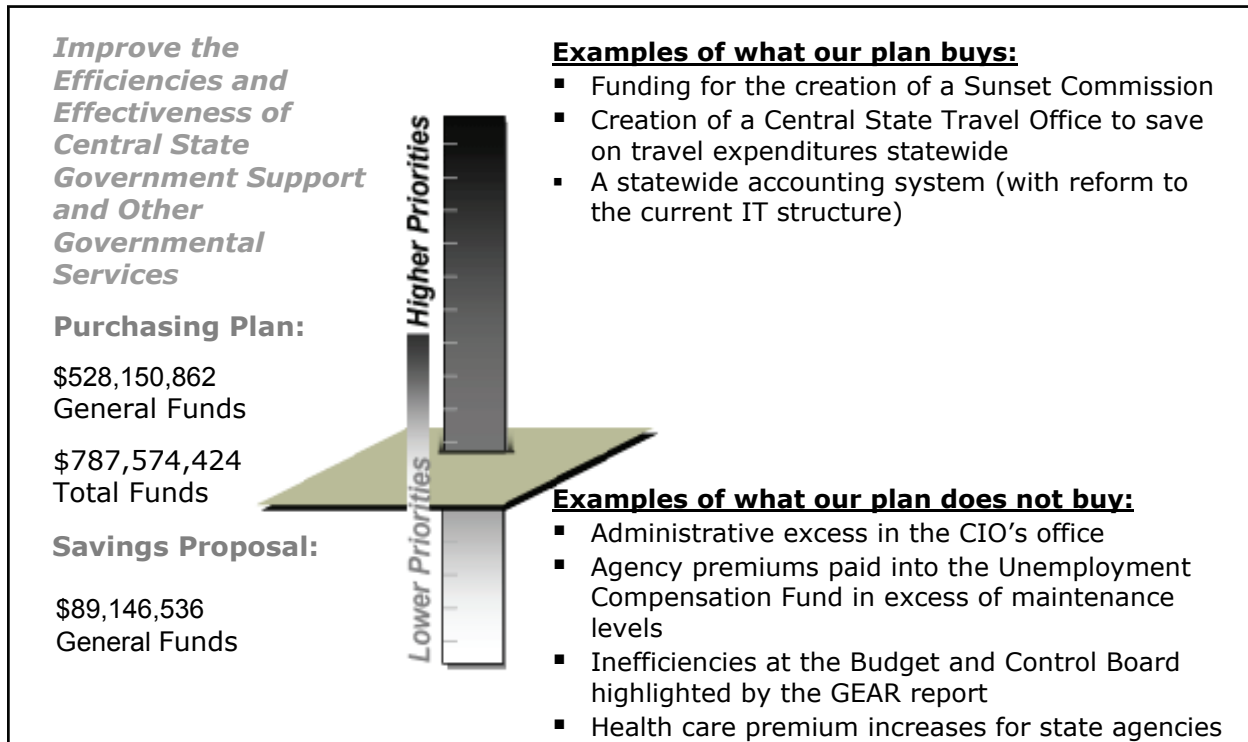 Improve the
Efficiencies and
Effectiveness of
Central State
Government Support
and Other
Governmental
Services
Purchasing Plan:
$528,150,862
General Funds
$787,574,424
Total Funds
Savings Proposal:
$89,146,536
General Funds
Higher Priorities
Lower Priorities
Examples of what our plan buys:
▪ Funding for the creation of a Sunset Commission
▪ Creation of a Central State Travel Office to save
on travel expenditures statewide
▪ A statewide accounting system (with reform to
the current IT structure)
Examples of what our plan does not buy:
▪ Administrative excess in the CIO’s office
▪ Agency premiums paid into the Unemployment
Compensation Fund in excess of maintenance
levels
▪ Inefficiencies at the Budget and Control Board
highlighted by the GEAR report
▪ Health care premium increases for state agencies